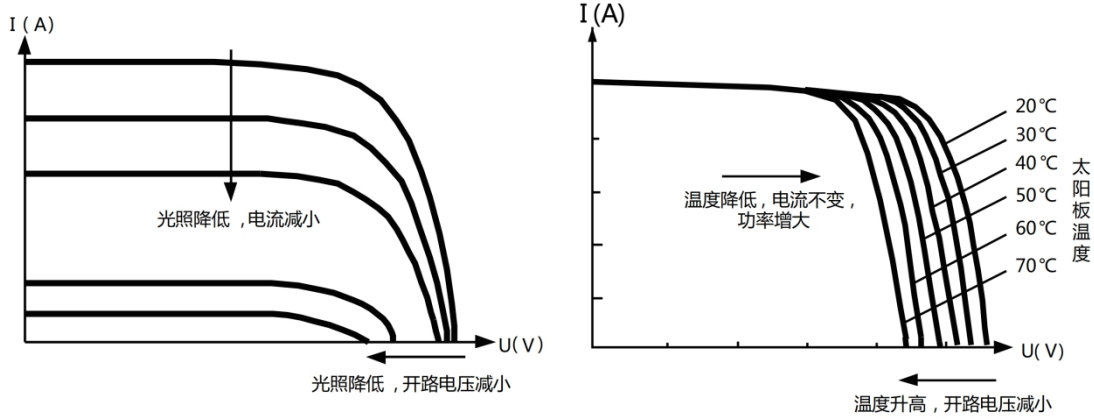 I ( A )
光照降低 ，电流减小
U( V )
光照降低 ，开路电压减小
I (A)
20℃
30℃
40℃
50℃
60℃
70℃
太阳板温度
温度降低，电流不变，
功率增大
U(V)
温度升高，开路电压减小